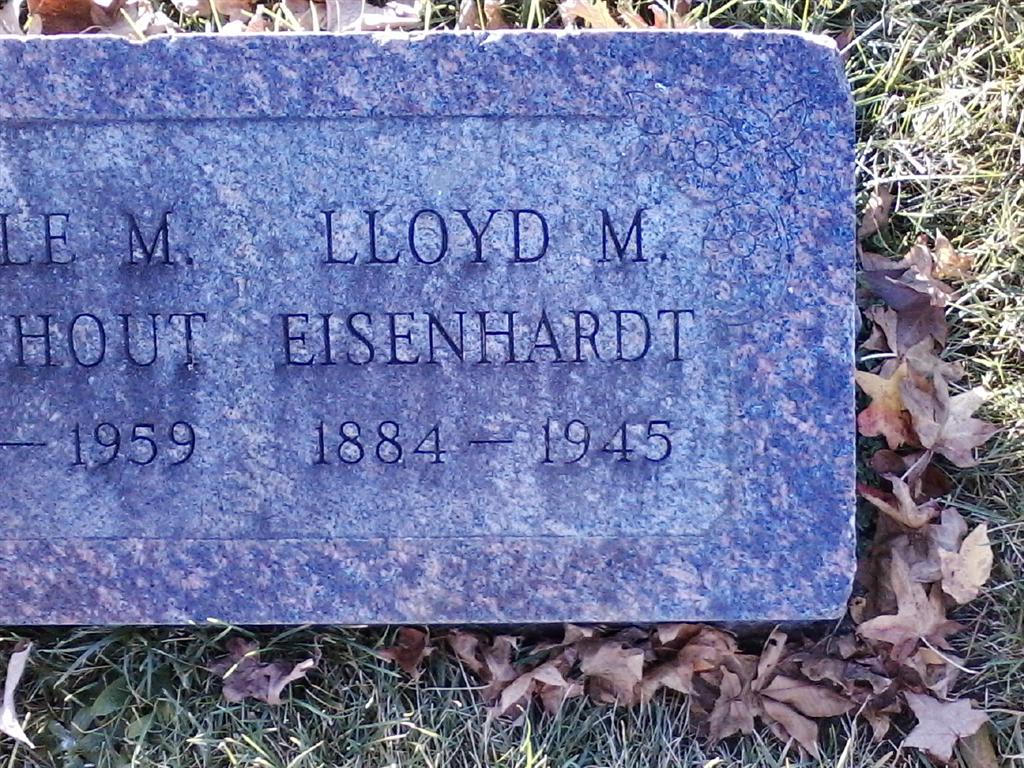 LE M. LLOYD M.
HOUT EISENHARDT
— 1959 1884 — 1945